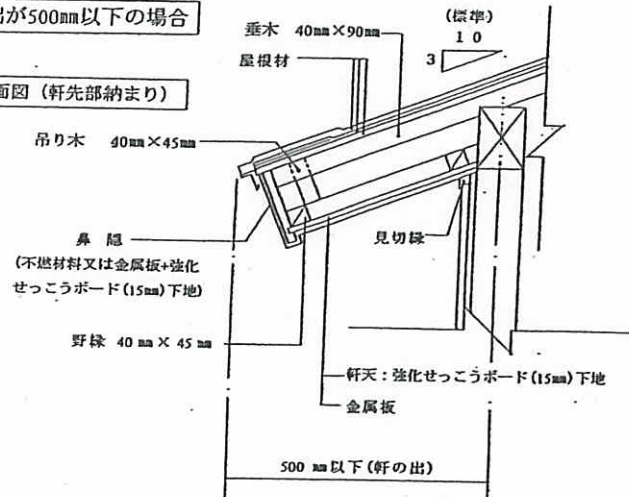 出が500mm以下の場合
面図（軒先部納まり）
垂木 40mm×90mm
屋根材
(標準)
10
3
吊り木 40mm×45mm
鼻隠
(不燃材料又は金属板+強化
せっこうボード(15mm)下地)
見切縁
野縁 40mm×45mm
軒天：強化せっこうボード(15mm)下地
金属板
500mm以下(軒の出)